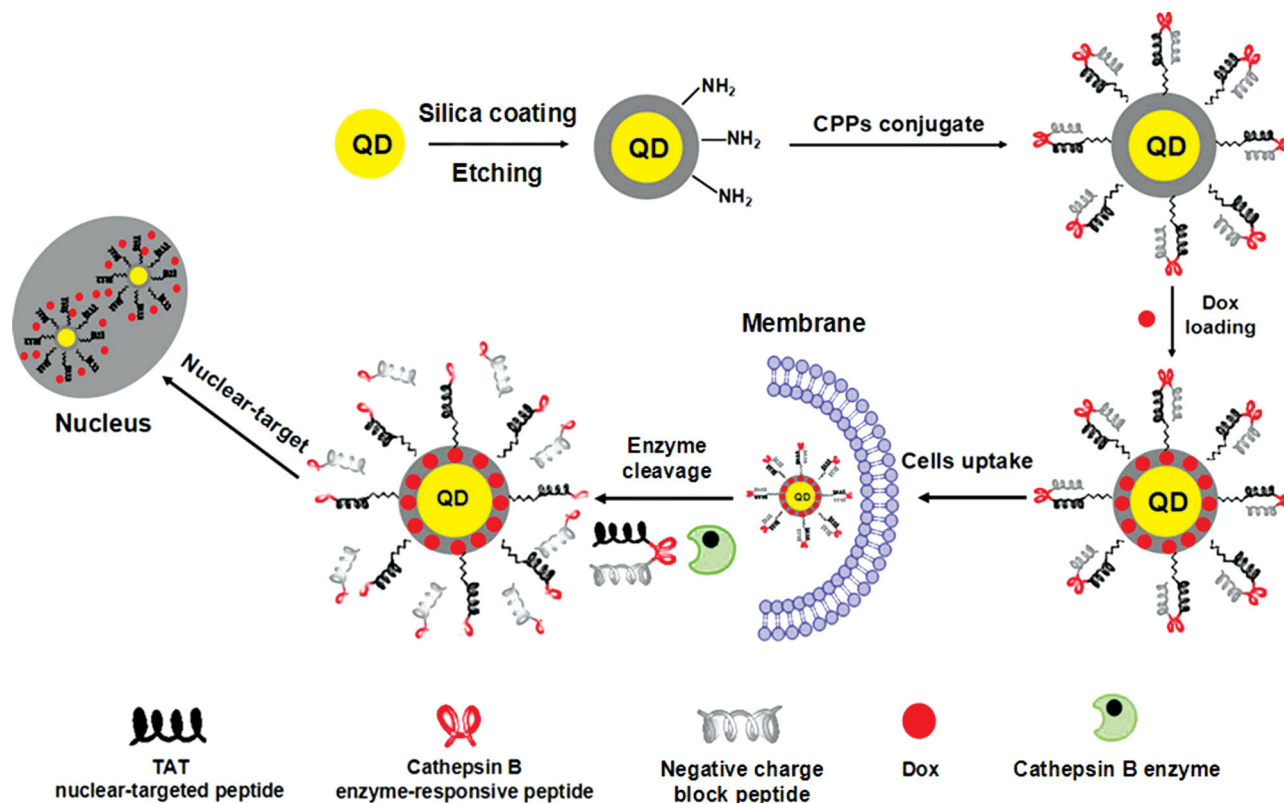 QD
Silica coating
Etching
QD
NH2
NH2
NH2
CPPs conjugate
QD
Dox
loading
QD
Cells uptake
Membrane
QD
Enzyme
cleavage
QD
Nuclear-target
Nucleus
TAT
nuclear-targeted peptide
Cathepsin B
enzyme-responsive peptide
Negative charge
block peptide
Dox
Cathepsin B enzyme